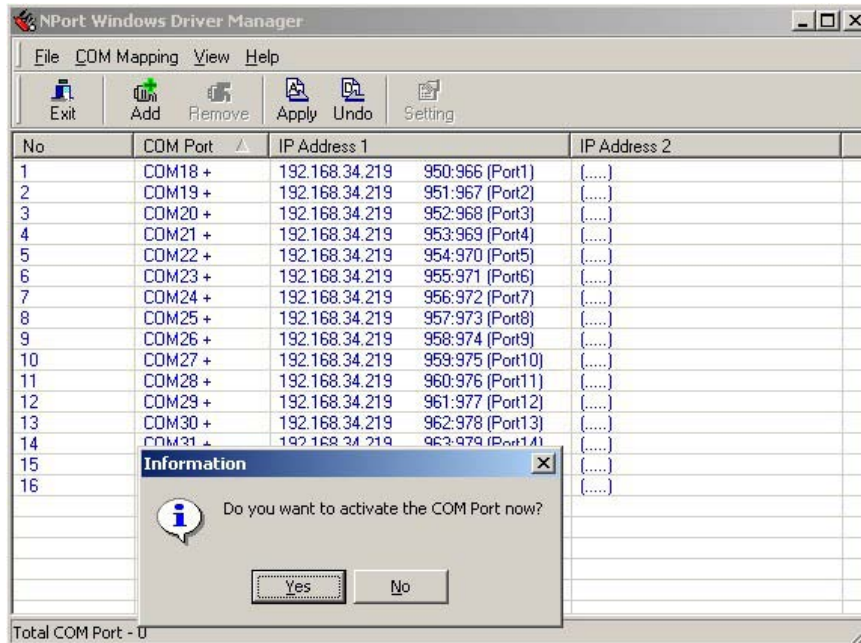 NPort Windows Driver Manager
File COM Mapping View Help
Exit Add Remove Apply Undo Setting
No COM Port IP Address 1 IP Address 2
1 COM18 + 192.168.34.219 950:966 (Port1) (.....)
2 COM19 + 192.168.34.219 951:967 (Port2) (.....)
3 COM20 + 192.168.34.219 952:968 (Port3) (.....)
4 COM21 + 192.168.34.219 953:969 (Port4) (.....)
5 COM22 + 192.168.34.219 954:970 (Port5) (.....)
6 COM23 + 192.168.34.219 955:971 (Port6) (.....)
7 COM24 + 192.168.34.219 956:972 (Port7) (.....)
8 COM25 + 192.168.34.219 957:973 (Port8) (.....)
9 COM26 + 192.168.34.219 958:974 (Port9) (.....)
10 COM27 + 192.168.34.219 959:975 (Port10) (.....)
11 COM28 + 192.168.34.219 960:976 (Port11) (.....)
12 COM29 + 192.168.34.219 961:977 (Port12) (.....)
13 COM30 + 192.168.34.219 962:978 (Port13) (.....)
14 COM31 + 192.168.34.219 963:979 (Port14) (.....)
15 (.....)
16 (.....)
Information
Do you want to activate the COM Port now?
Yes No
Total COM Port - 0